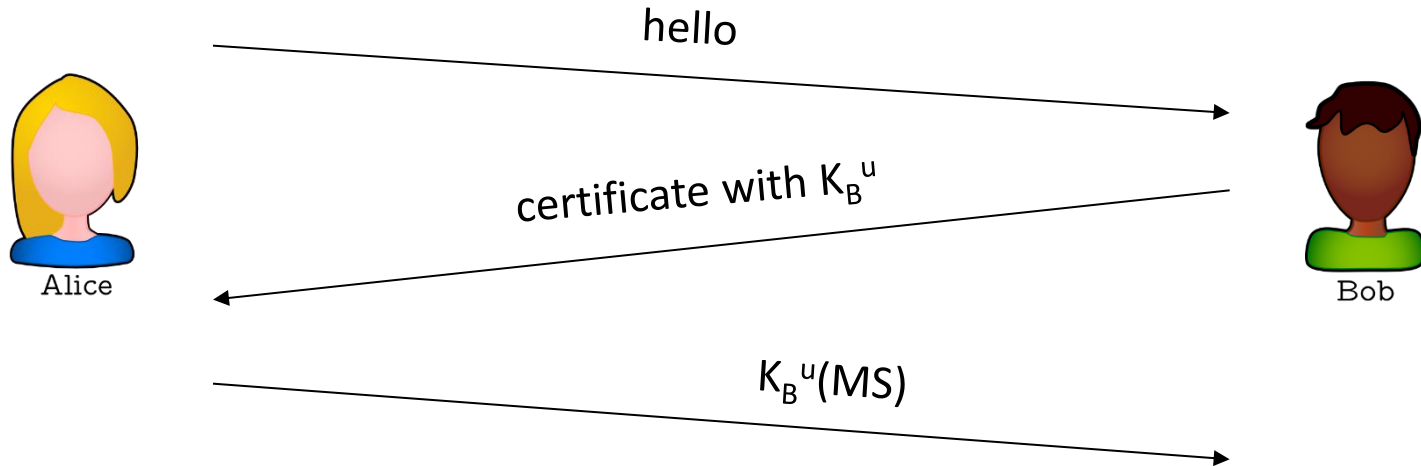 hello
certificate with K_B^u
Alice
Bob
K_B^u(MS)